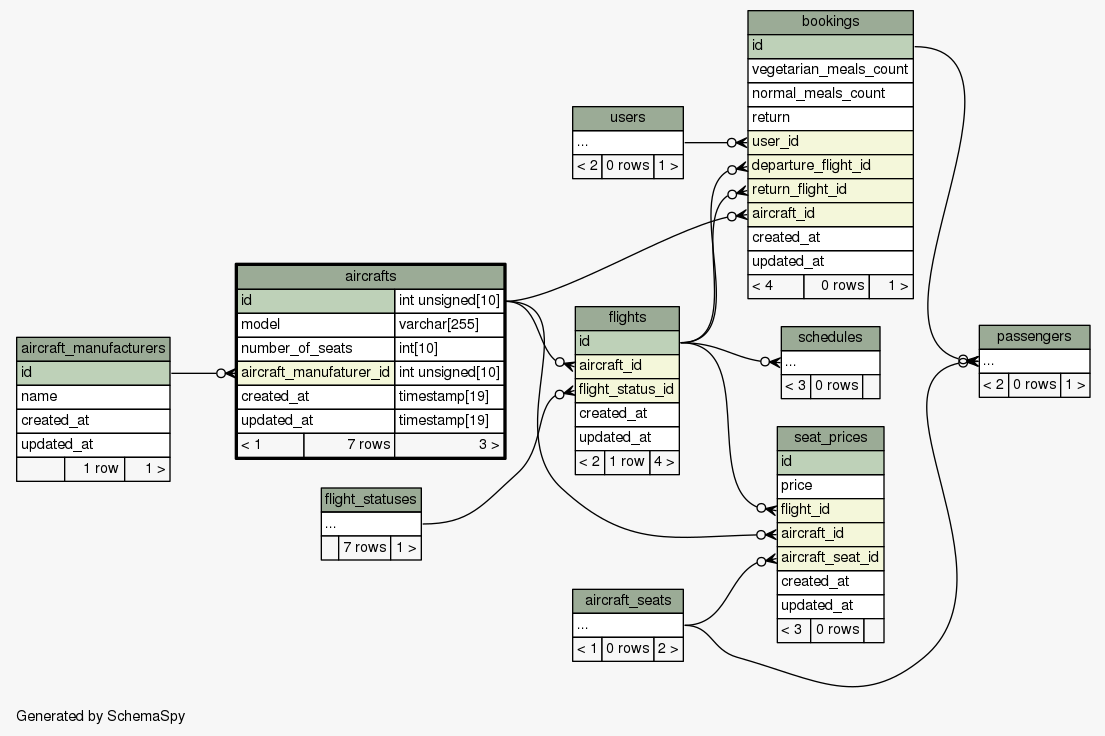 bookings
id
vegetarian_meals_count
normal_meals_count
return
user_id
departure_flight_id
return_flight_id
aircraft_id
created_at
updated_at
< 4 0 rows 1 >
users
...
< 2 0 rows 1 >
aircrafts
id int unsigned[10]
model varchar[255]
number_of_seats int[10]
aircraft_manufaturer_id int unsigned[10]
created_at timestamp[19]
updated_at timestamp[19]
< 1 7 rows 3 >
aircraft_manufacturers
id
name
created_at
updated_at
1 row 1 >
flights
id
aircraft_id
flight_status_id
created_at
updated_at
< 2 1 row 4 >
schedules
...
< 3 0 rows
passengers
...
< 2 0 rows 1 >
seat_prices
id
price
flight_id
aircraft_id
aircraft_seat_id
created_at
updated_at
< 3 0 rows
flight_statuses
...
7 rows 1 >
aircraft_seats
...
< 1 0 rows 2 >
Generated by SchemaSpy